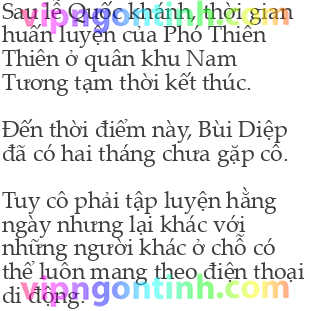 Sau lễ Quốc khánh, thời gian
vipngontinh.com
huấn luyện của Phó Thiên
Thiên ở quân khu Nam
Tương tạm thời kết thúc.
Đến thời điểm này, Bùi Diệp
đã có hai tháng chưa gặp cô.
Tuy cô phải tập luyện hằng
ngày nhưng lại khác với
những người khác ở chỗ có
thể luôn mang theo điện thoại
di động.
vipngontinh.com